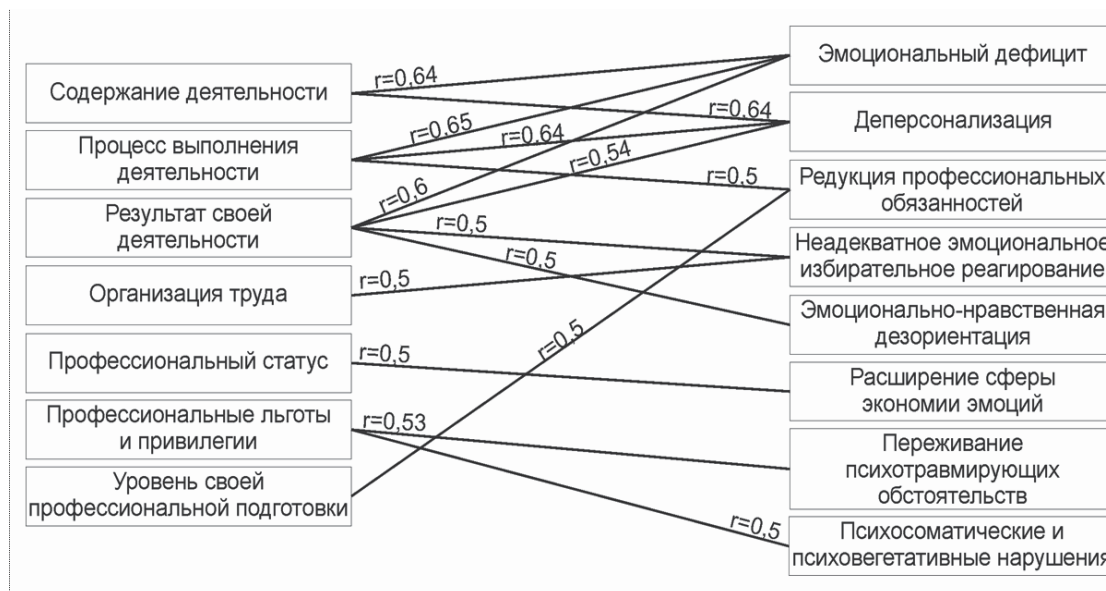 Содержание деятельности
Процесс выполнения
деятельности
Результат своей
деятельности
Организация труда
Профессиональный статус
Профессиональные льготы
и привилегии
Уровень своей
профессиональной подготовки
r=0,64
r=0,64
r=0,65
r=0,64
r=0,5
r=0,6
r=0,54
r=0,5
r=0,5
r=0,5
r=0,5
r=0,5
r=0,53
r=0,5
Эмоциональный дефицит
Деперсонализация
Редукция профессиональных
обязанностей
Неадекватное эмоциональное
избирательное реагирование
Эмоционально-нравственная
дезориентация
Расширение сферы
экономии эмоций
Переживание
психотравмирующих
обстоятельств
Психосоматические и
психовегетативные нарушения